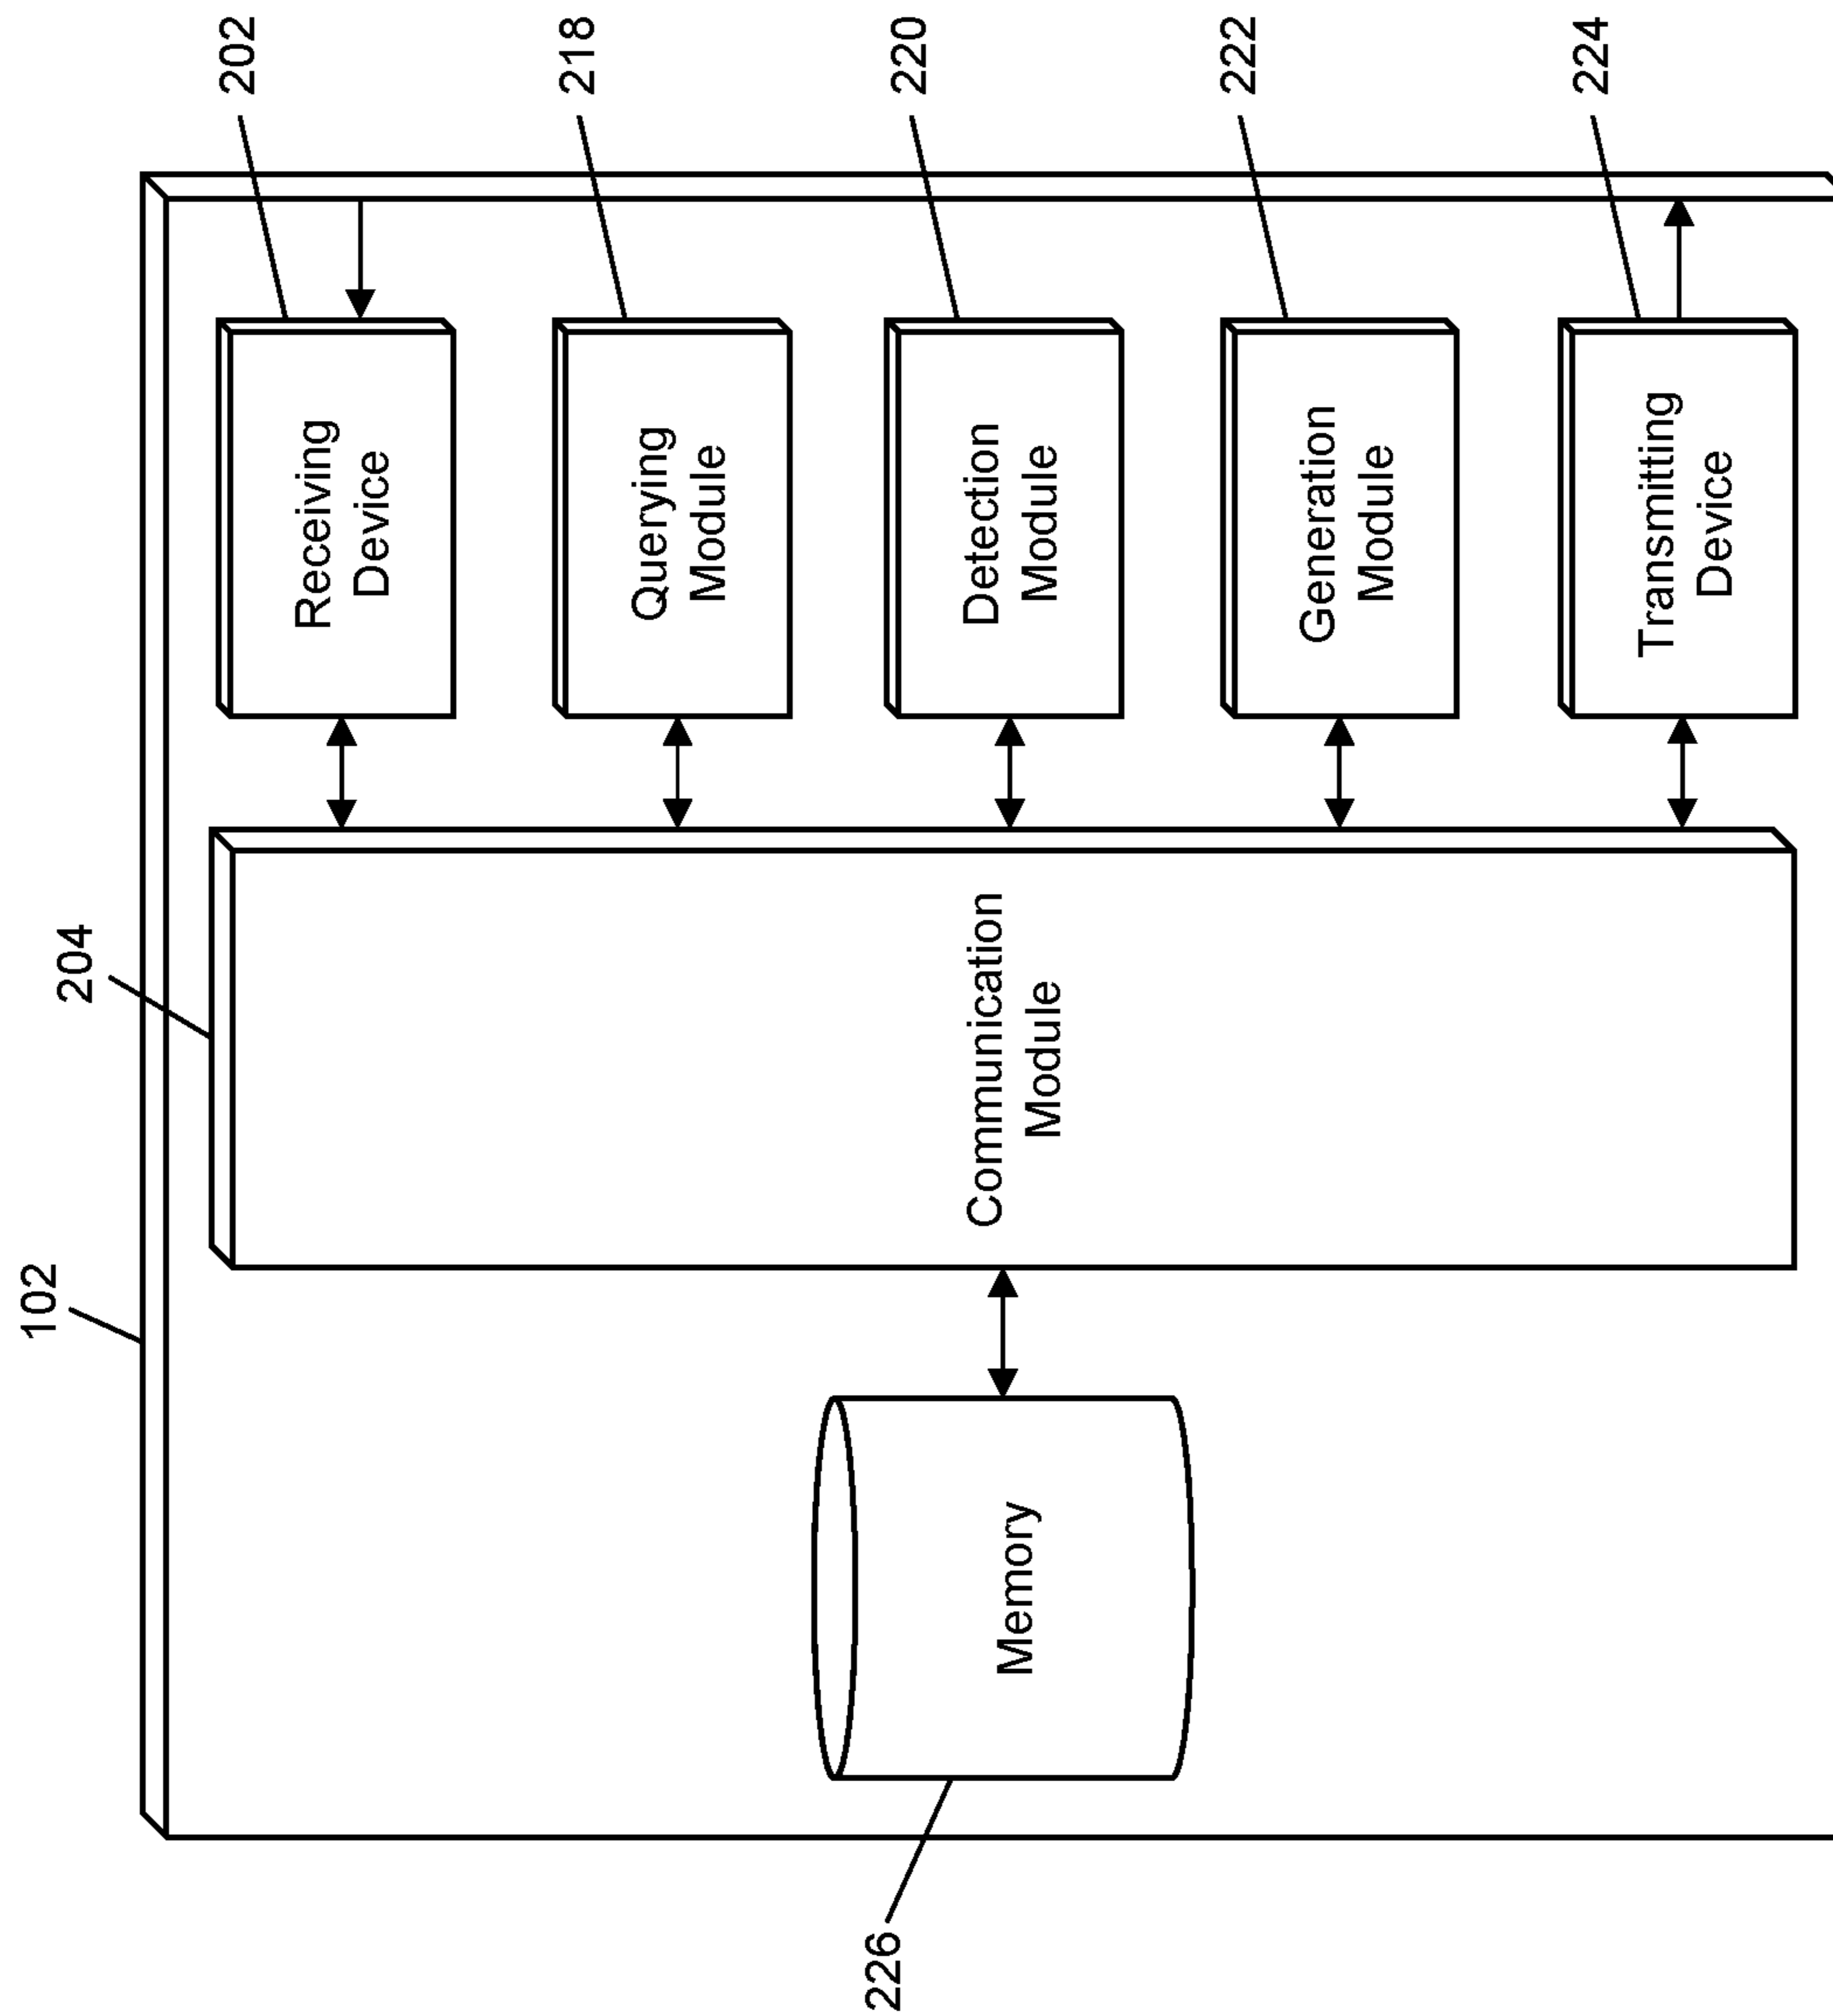 102
204
226
Memory
Communication
Module
Receiving
Device
202
Querying
Module
218
Detection
Module
220
Generation
Module
222
Transmitting
Device
224